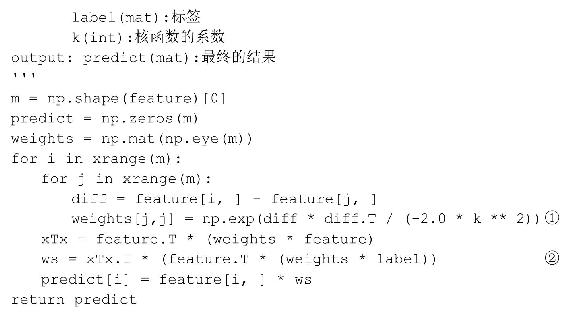 label(mat):标签
k(int):核函数的系数
output: predict(mat):最终的结果
'''
m = np.shape(feature)[0]
predict = np.zeros(m)
weights = np.mat(np.eye(m))
for i in xrange(m):
for j in xrange(m):
diff = feature[i, ] - feature[j, ]
weights[j,j] = np.exp(diff * diff.T / (-2.0 * k ** 2))①
xTx = feature.T * (weights * feature)
ws = xTx.I * (feature.T * (weights * label)) ②
predict[i] = feature[i, ] * ws
return predict